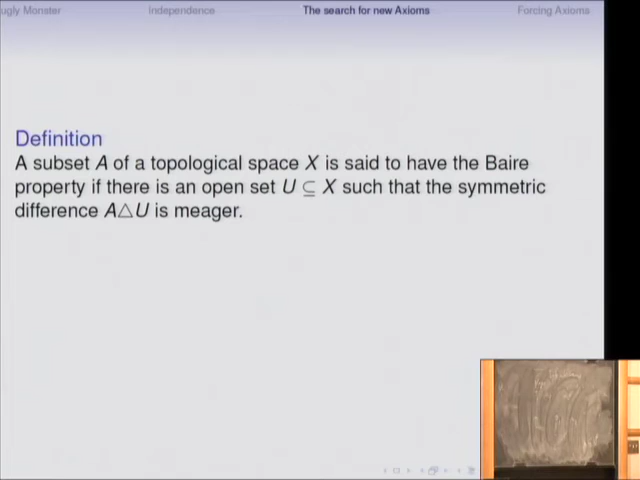 ugly Monster Independence The search for new Axioms Forcing Axioms
Definition
A subset A of a topological space X is said to have the Baire
property if there is an open set U ⊆ X such that the symmetric
difference A△U is meager.